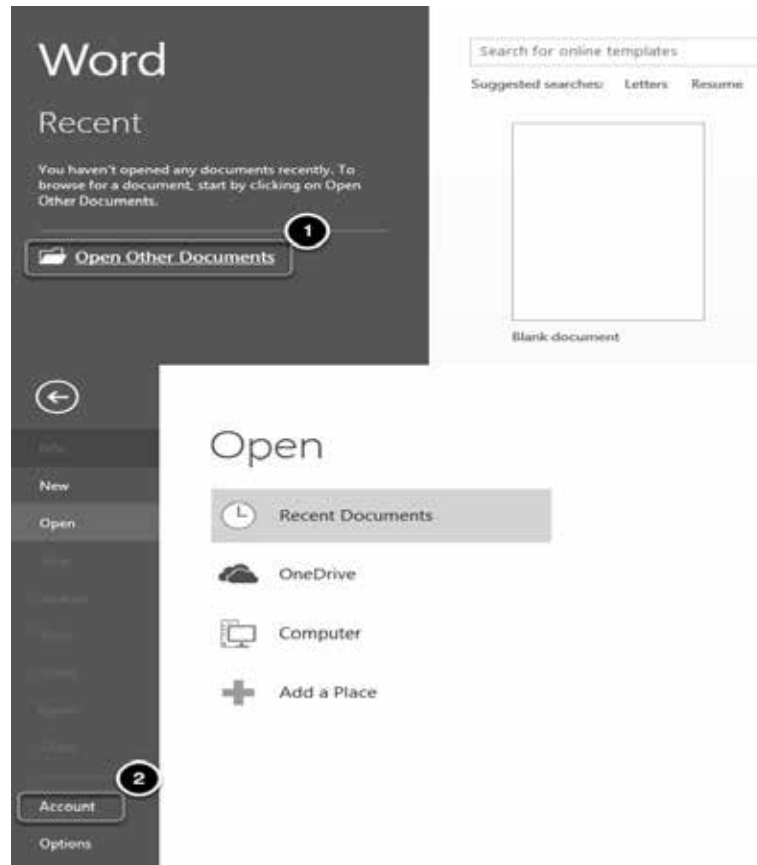 Word
Search for online templates
Suggested searches: Letters Resume
Recent
You haven't opened any documents recently. To
browse for a document, start by clicking on Open
Other Documents.
1
Open Other Documents
Blank document
Open
New
Recent Documents
Open
OneDrive
Computer
Add a Place
2
Account
Options